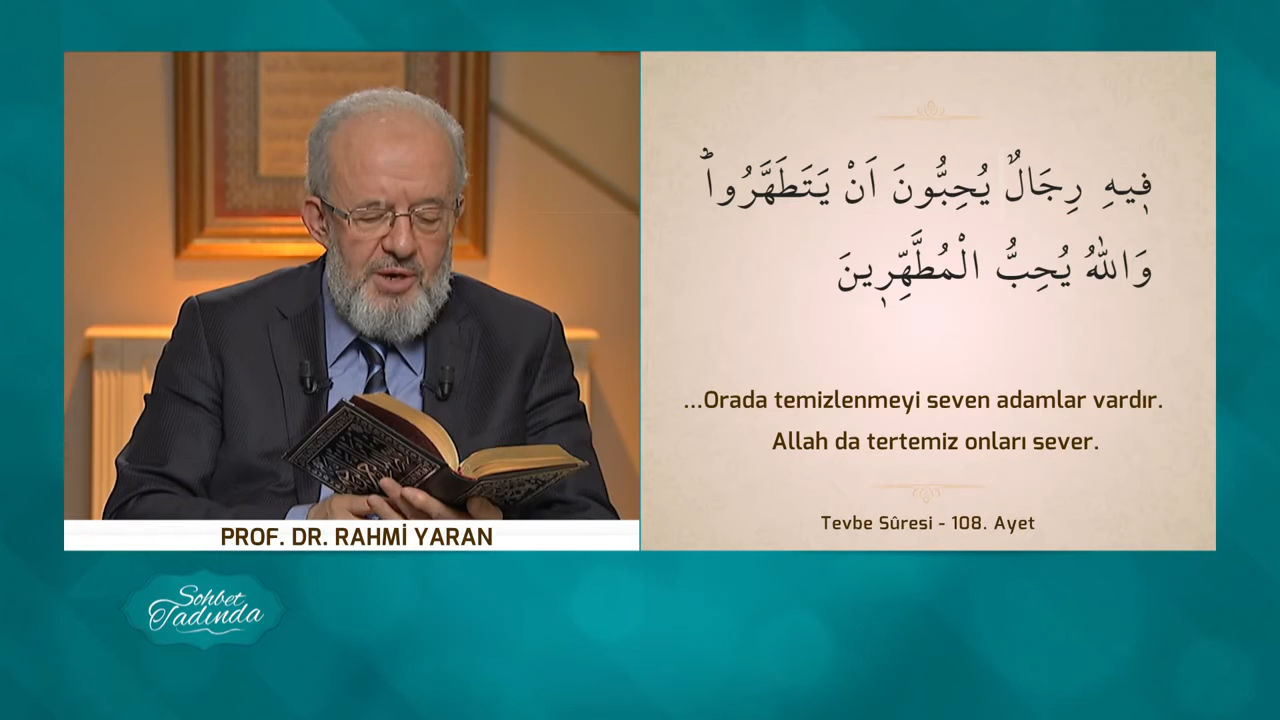 فٖيهِ رِجَالٌ يُحِبُّونَ اَنْ يَتَطَهَّرُواؕ
وَاللّٰهُ يُحِبُّ الْمُطَّهِّرٖينَ
...Orada temizlenmeyi seven adamlar vardır.
Allah da tertemiz onları sever.
Tevbe Sûresi - 108. Ayet
PROF. DR. RAHMİ YARAN
Sohbet
Tadında